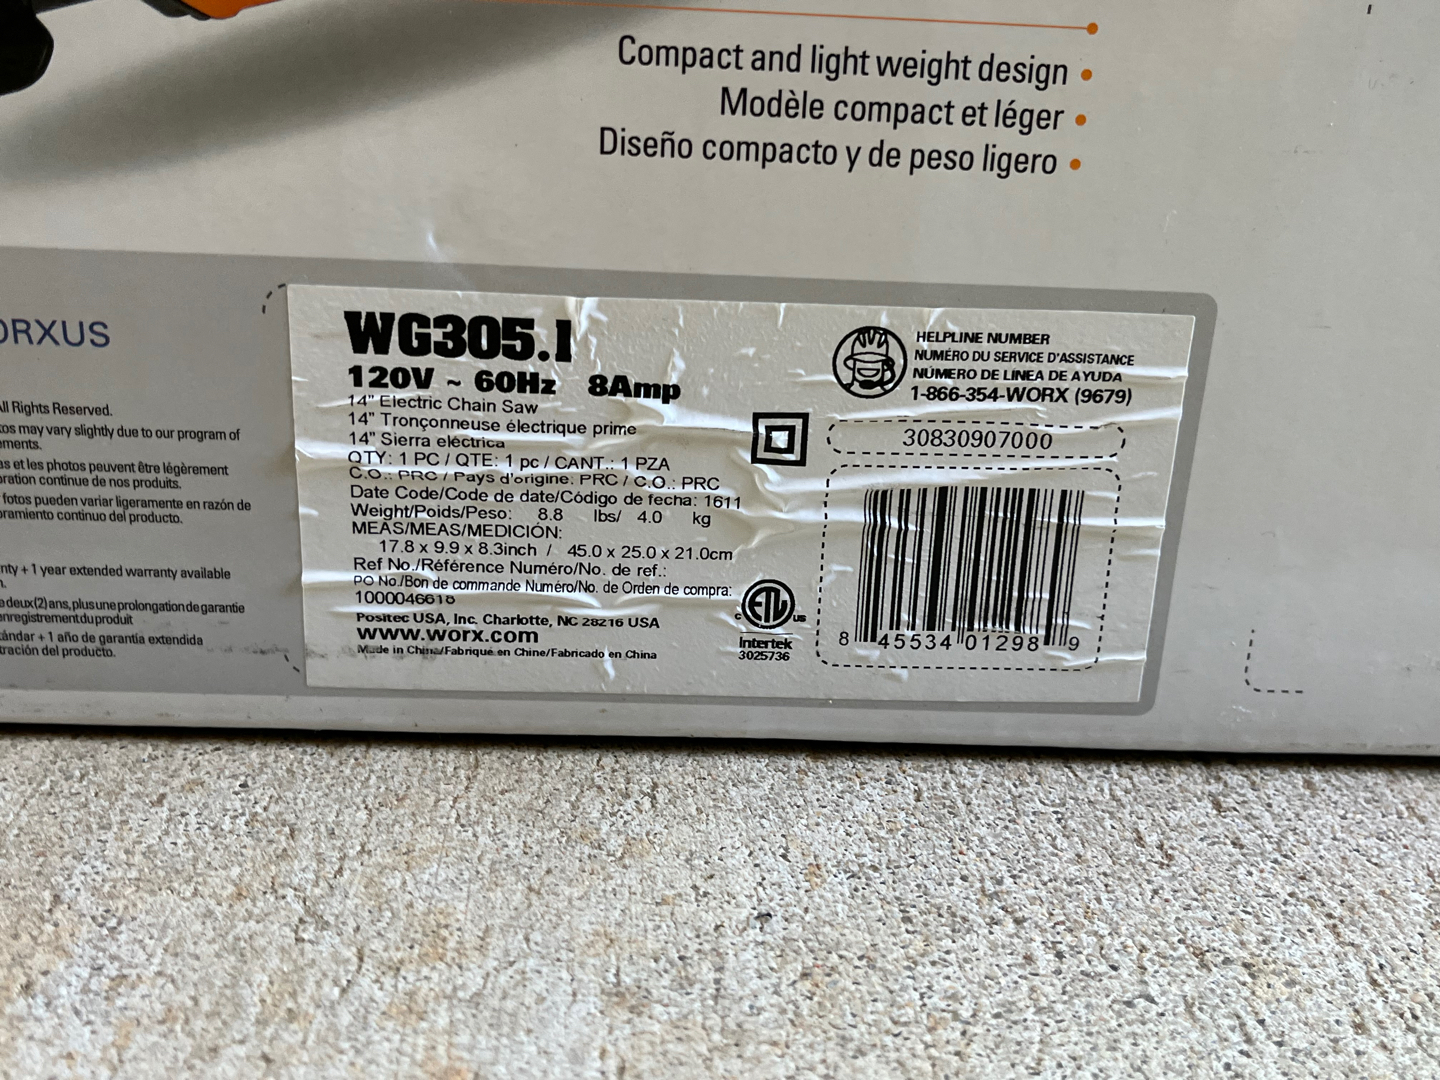 Compact and light weight design •
Modèle compact et léger •
Diseño compacto y de peso ligero •
ORXUS
All Rights Reserved.
may vary slightly due to our program of
as et les photos peuvent être légèrement
continue de nos produits.
fotos pueden variar ligeramente en razón de
continuo del producto.
+ 1 year extended warranty available
deux(2) ans, plus une prolongation de garantie
du produit
+ 1 año de garantía extendida
del producto.
WG305.1
120V ~ 60Hz 8Amp
14" Electric Chain Saw
14" Tronçonneuse électrique prime
14" Sierra eléctrica
QTY: 1 PC / QTE: 1 pc / CANT.: 1 PZA
C.O.: PRC / Pays d'origine: PRC / C.O.: PRC
Date Code/Code de date/Código de fecha: 1611
Weight/Poids/Peso: 8.8 lbs/ 4.0 kg
MEAS/MEAS/MEDICIÓN:
17.8 x 9.9 x 8.3inch / 45.0 x 25.0 x 21.0cm
Ref No./Référence Numéro/No. de ref.:
PO No./Bon de commande Numéro/No. de Orden de compra:
1000046618
Positec USA, Inc. Charlotte, NC 28216 USA
www.worx.com
Made in China/Fabriqué en Chine/Fabricado en China
C ETL US
Intertek
3025736
HELPLINE NUMBER
NUMÉRO DU SERVICE D'ASSISTANCE
NÚMERO DE LÍNEA DE AYUDA
1-866-354-WORX (9679)
30830907000
8 45534 01298 9